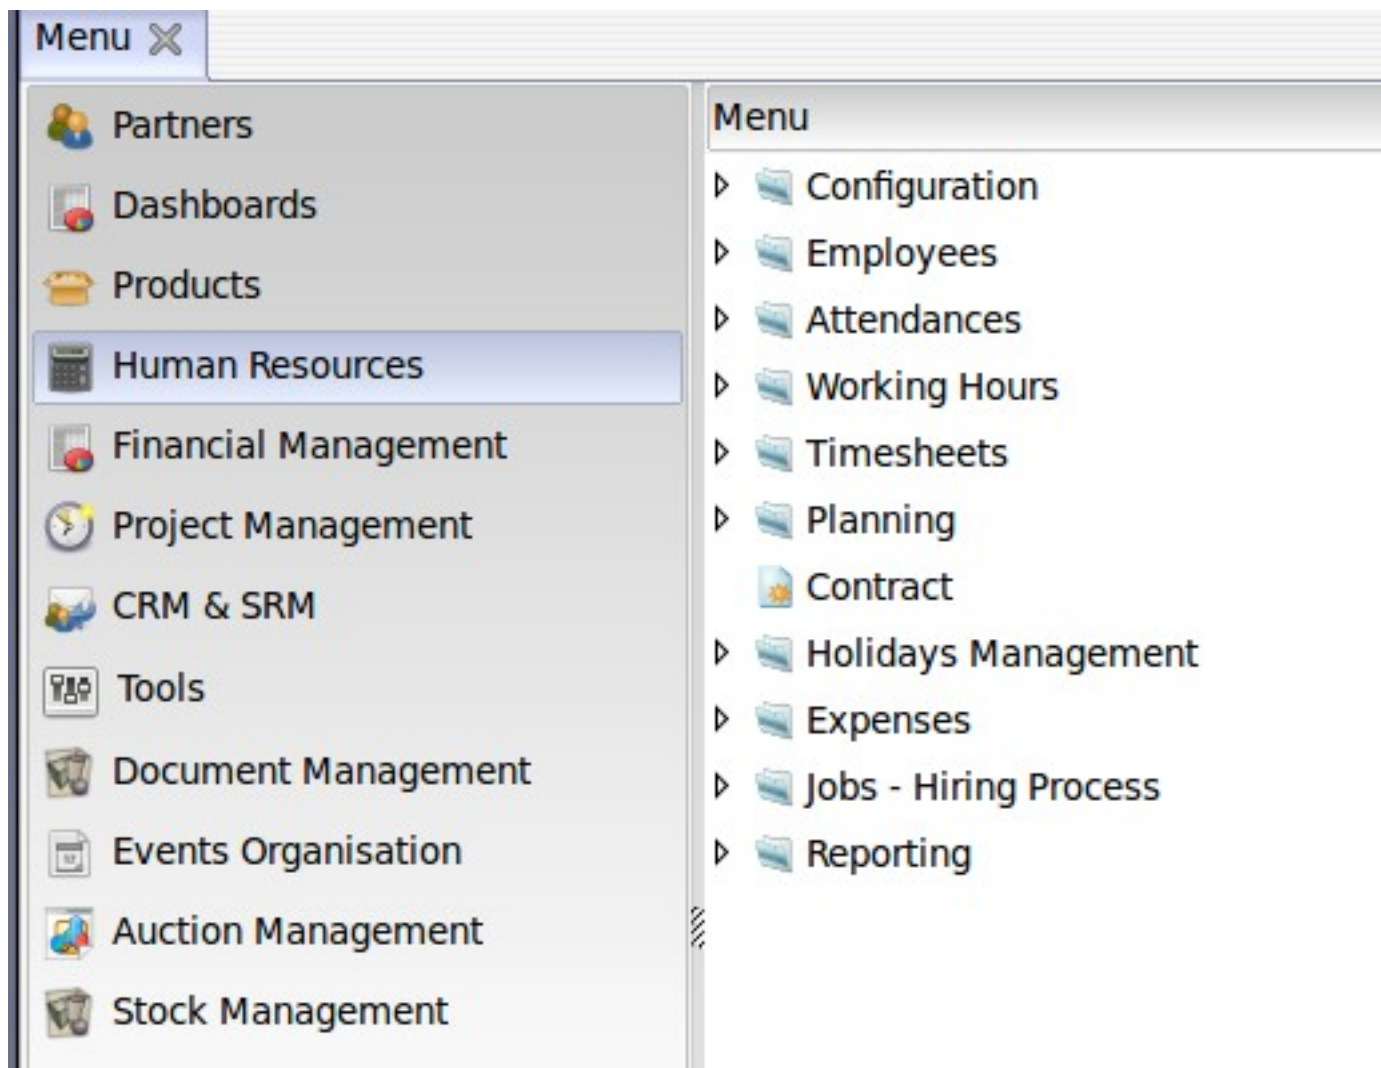 Menu
Partners
Dashboards
Products
Human Resources
Financial Management
Project Management
CRM & SRM
Tools
Document Management
Events Organisation
Auction Management
Stock Management
Menu
Configuration
Employees
Attendances
Working Hours
Timesheets
Planning
Contract
Holidays Management
Expenses
Jobs - Hiring Process
Reporting